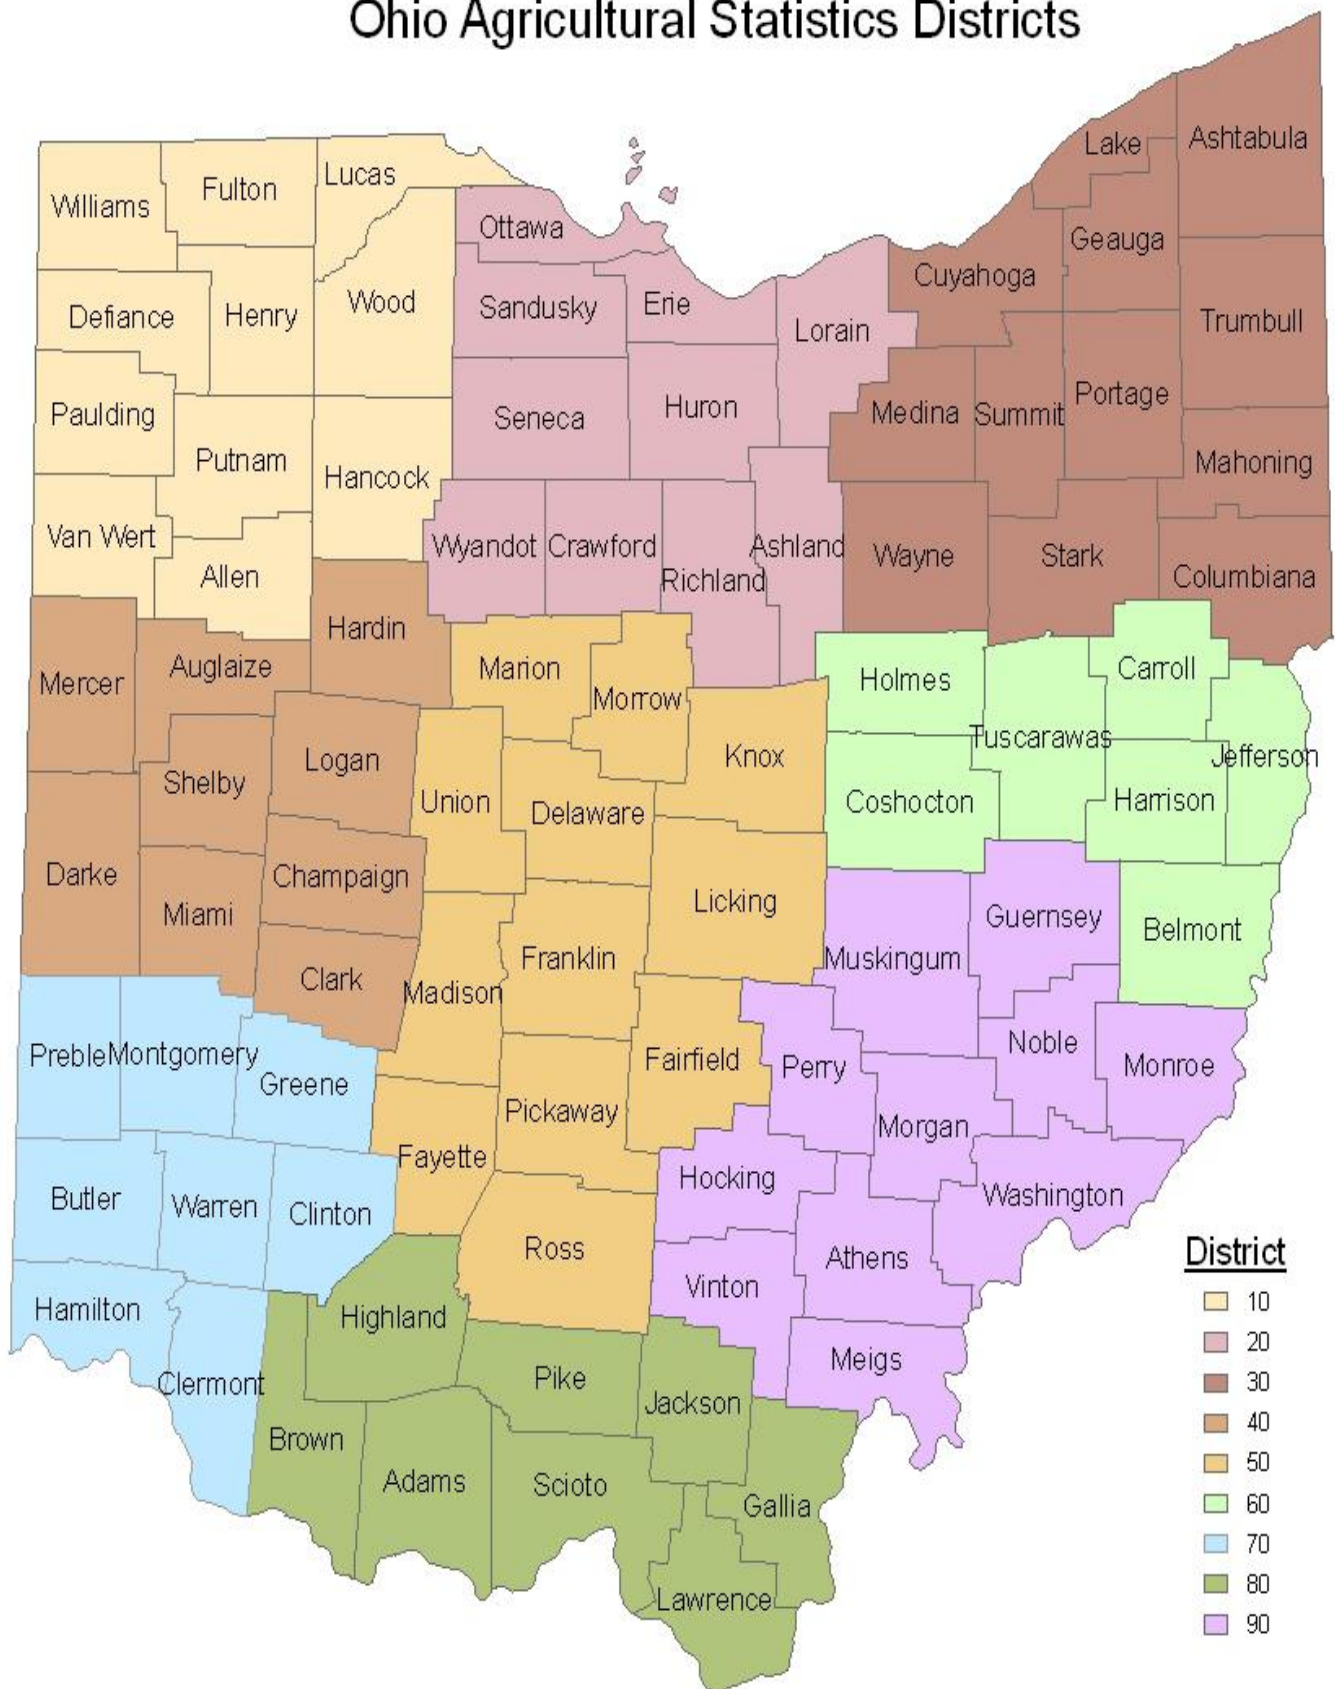 Ohio Agricultural Statistics Districts
Lake
Ashtabula
Williams
Fulton
Lucas
Ottawa
Geauga
Cuyahoga
Defiance
Henry
Wood
Sandusky
Erie
Lorain
Trumbull
Paulding
Seneca
Huron
Medina
Summit
Portage
Putnam
Hancock
Mahoning
Van Wert
Allen
Wyandot
Crawford
Richland
Ashland
Wayne
Stark
Columbiana
Hardin
Mercer
Auglaize
Marion
Morrow
Holmes
Carroll
Tuscarawas
Jefferson
Shelby
Logan
Union
Delaware
Knox
Coshocton
Harrison
Darke
Miami
Champaign
Licking
Guernsey
Belmont
Clark
Madison
Franklin
Muskingum
Preble
Montgomery
Greene
Fairfield
Perry
Noble
Monroe
Pickaway
Morgan
Fayette
Hocking
Washington
Butler
Warren
Clinton
Ross
Athens
Vinton
Hamilton
Highland
Meigs
Clermont
Pike
Jackson
Brown
Adams
Scioto
Gallia
Lawrence
District
10
20
30
40
50
60
70
80
90